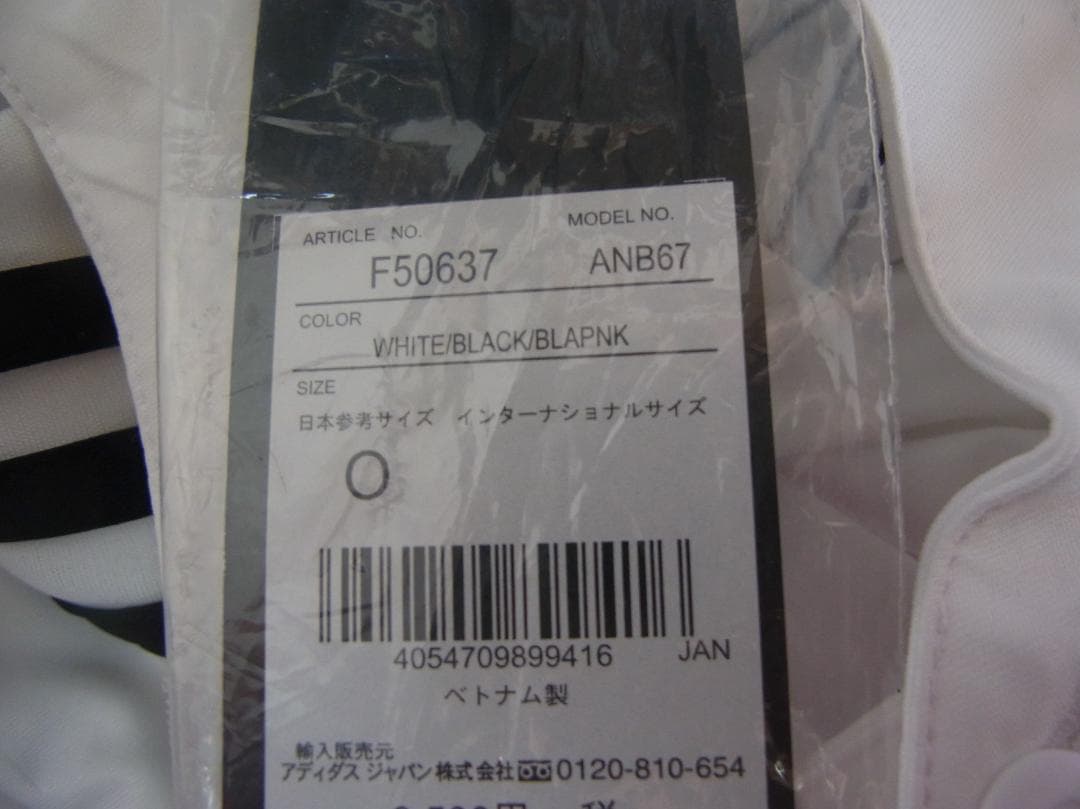 ARTICLE NO. MODEL NO.
F50637 ANB67
COLOR
WHITE/BLACK/BLAPNK
SIZE
日本参考サイズ インターナショナルサイズ
O
4054709899416 JAN
ベトナム製
輸入販売元
アディダス ジャパン株式会社 0120-810-654